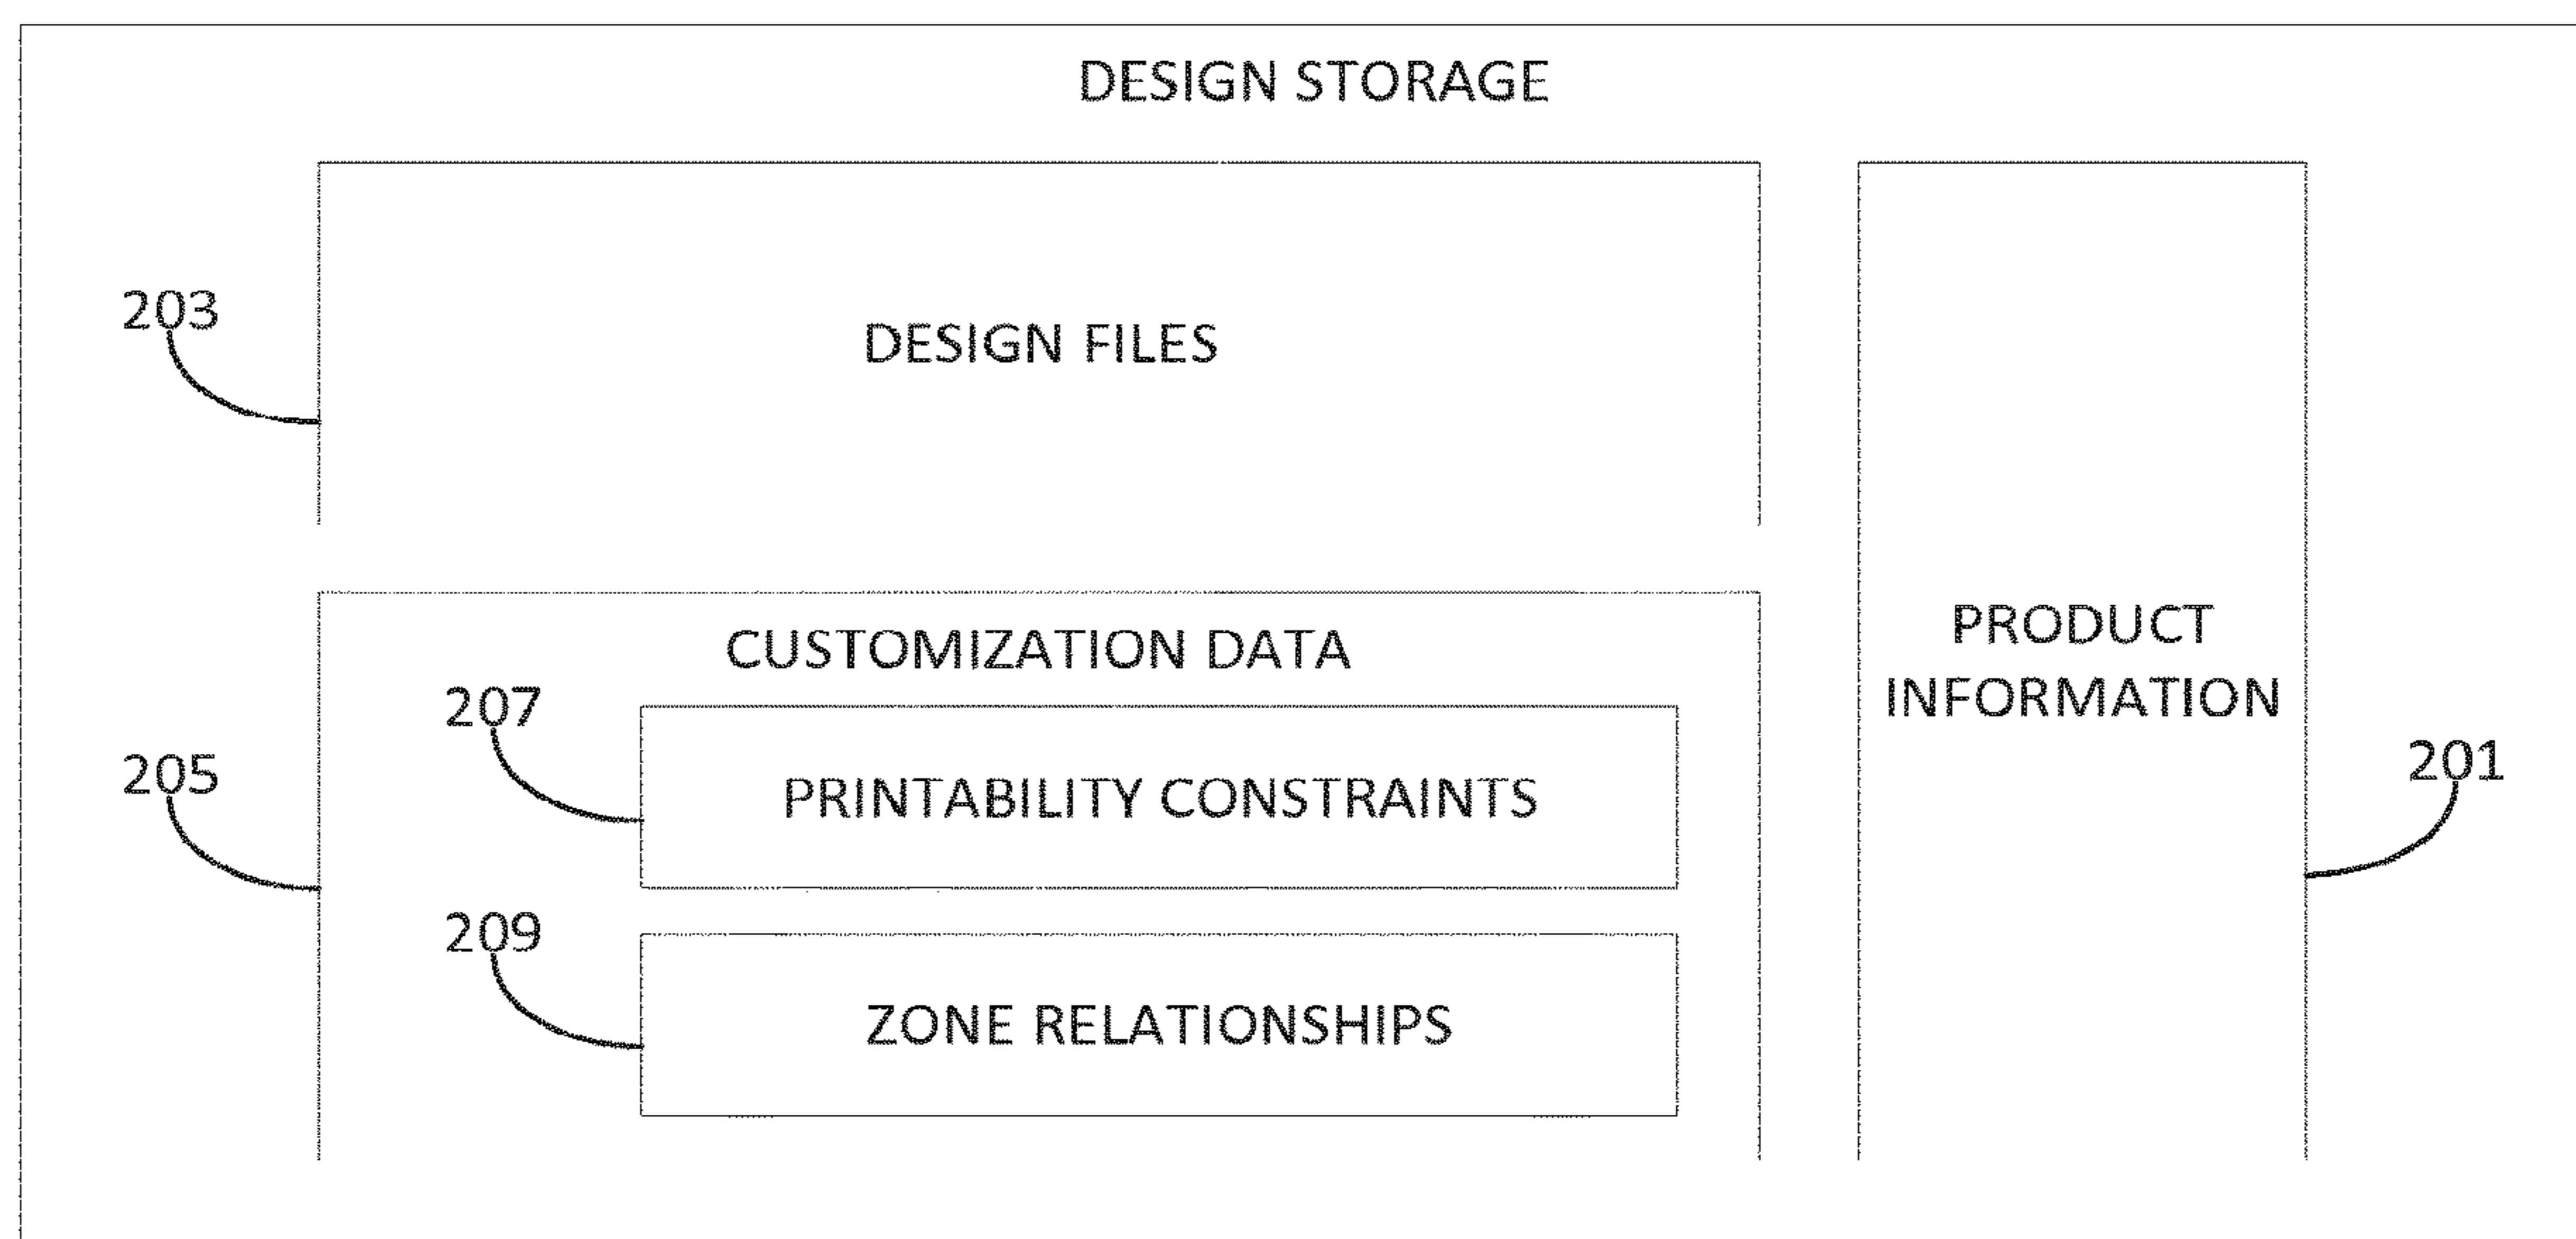 DESIGN STORAGE
203
DESIGN FILES
205
CUSTOMIZATION DATA
207
PRINTABILITY CONSTRAINTS
209
ZONE RELATIONSHIPS
PRODUCT
INFORMATION
201